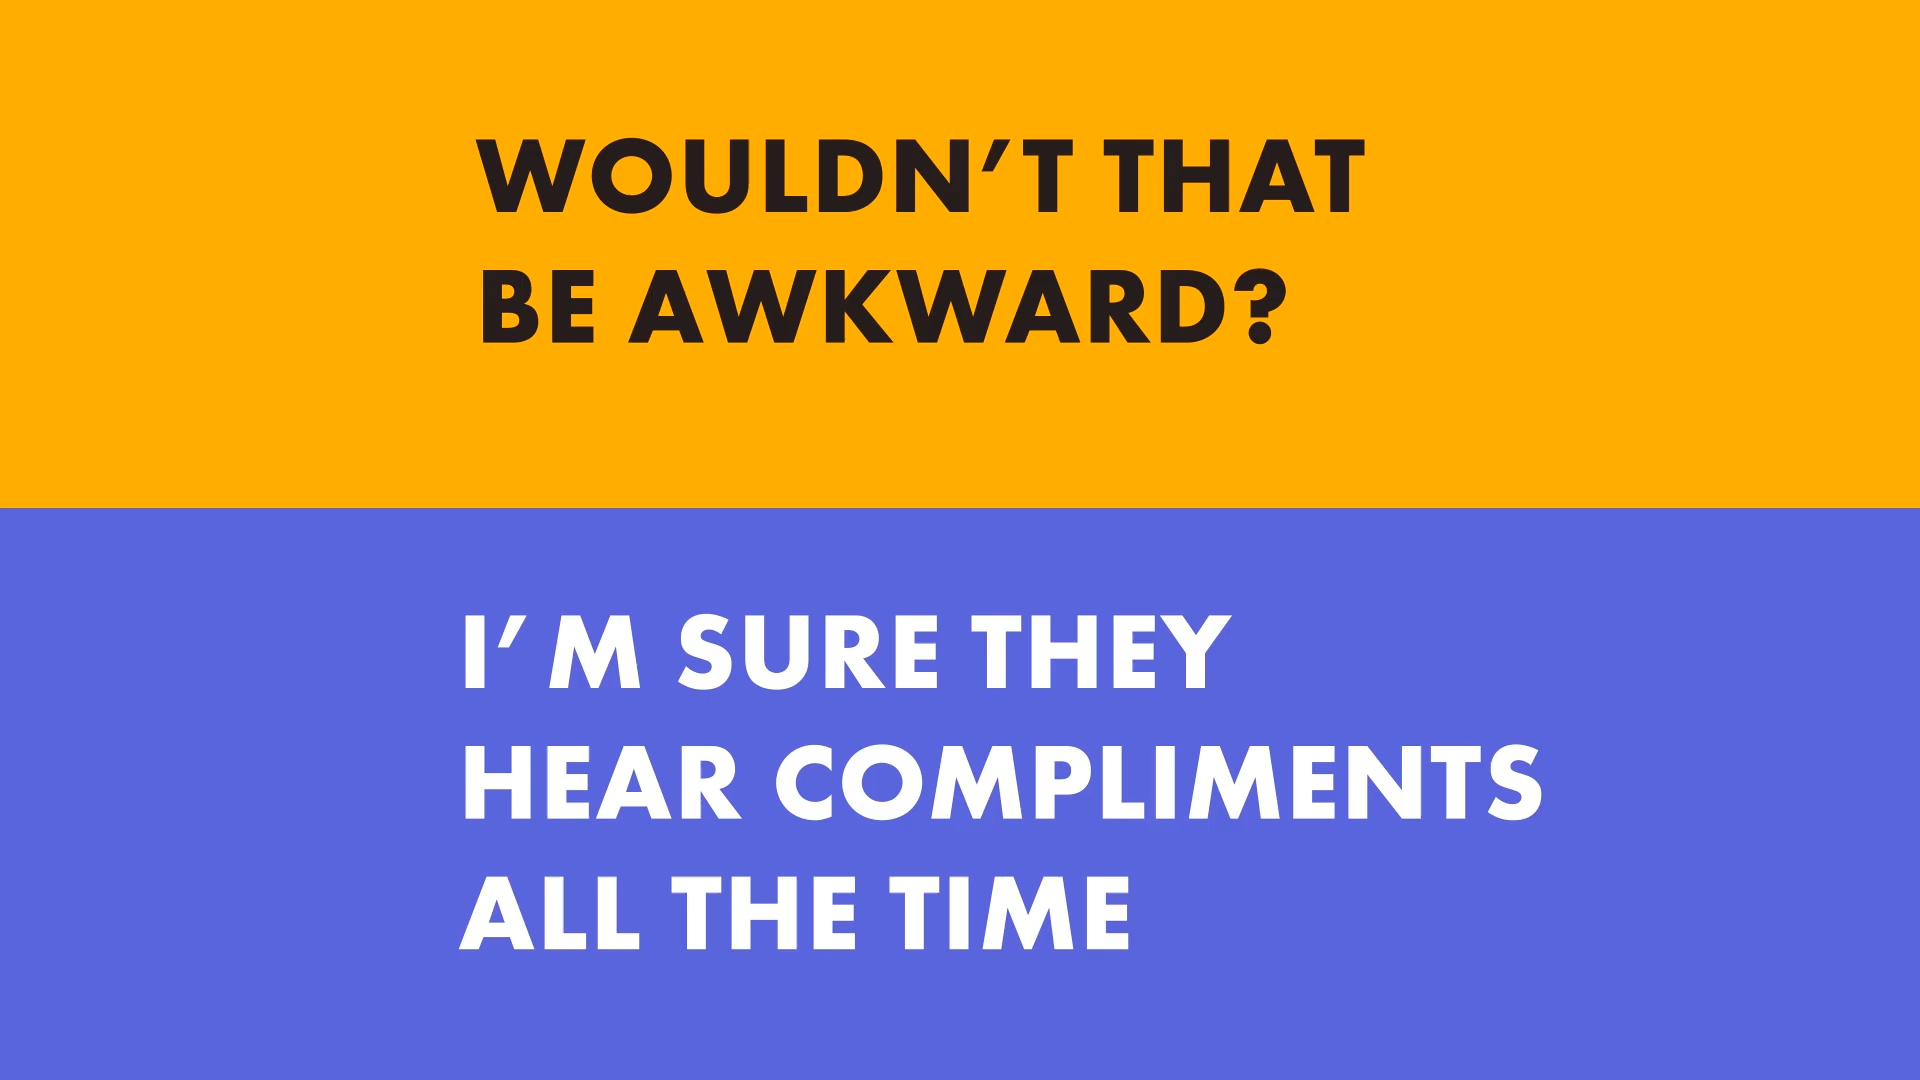 WOULDN’T THAT
BE AWKWARD?
I’M SURE THEY
HEAR COMPLIMENTS
ALL THE TIME